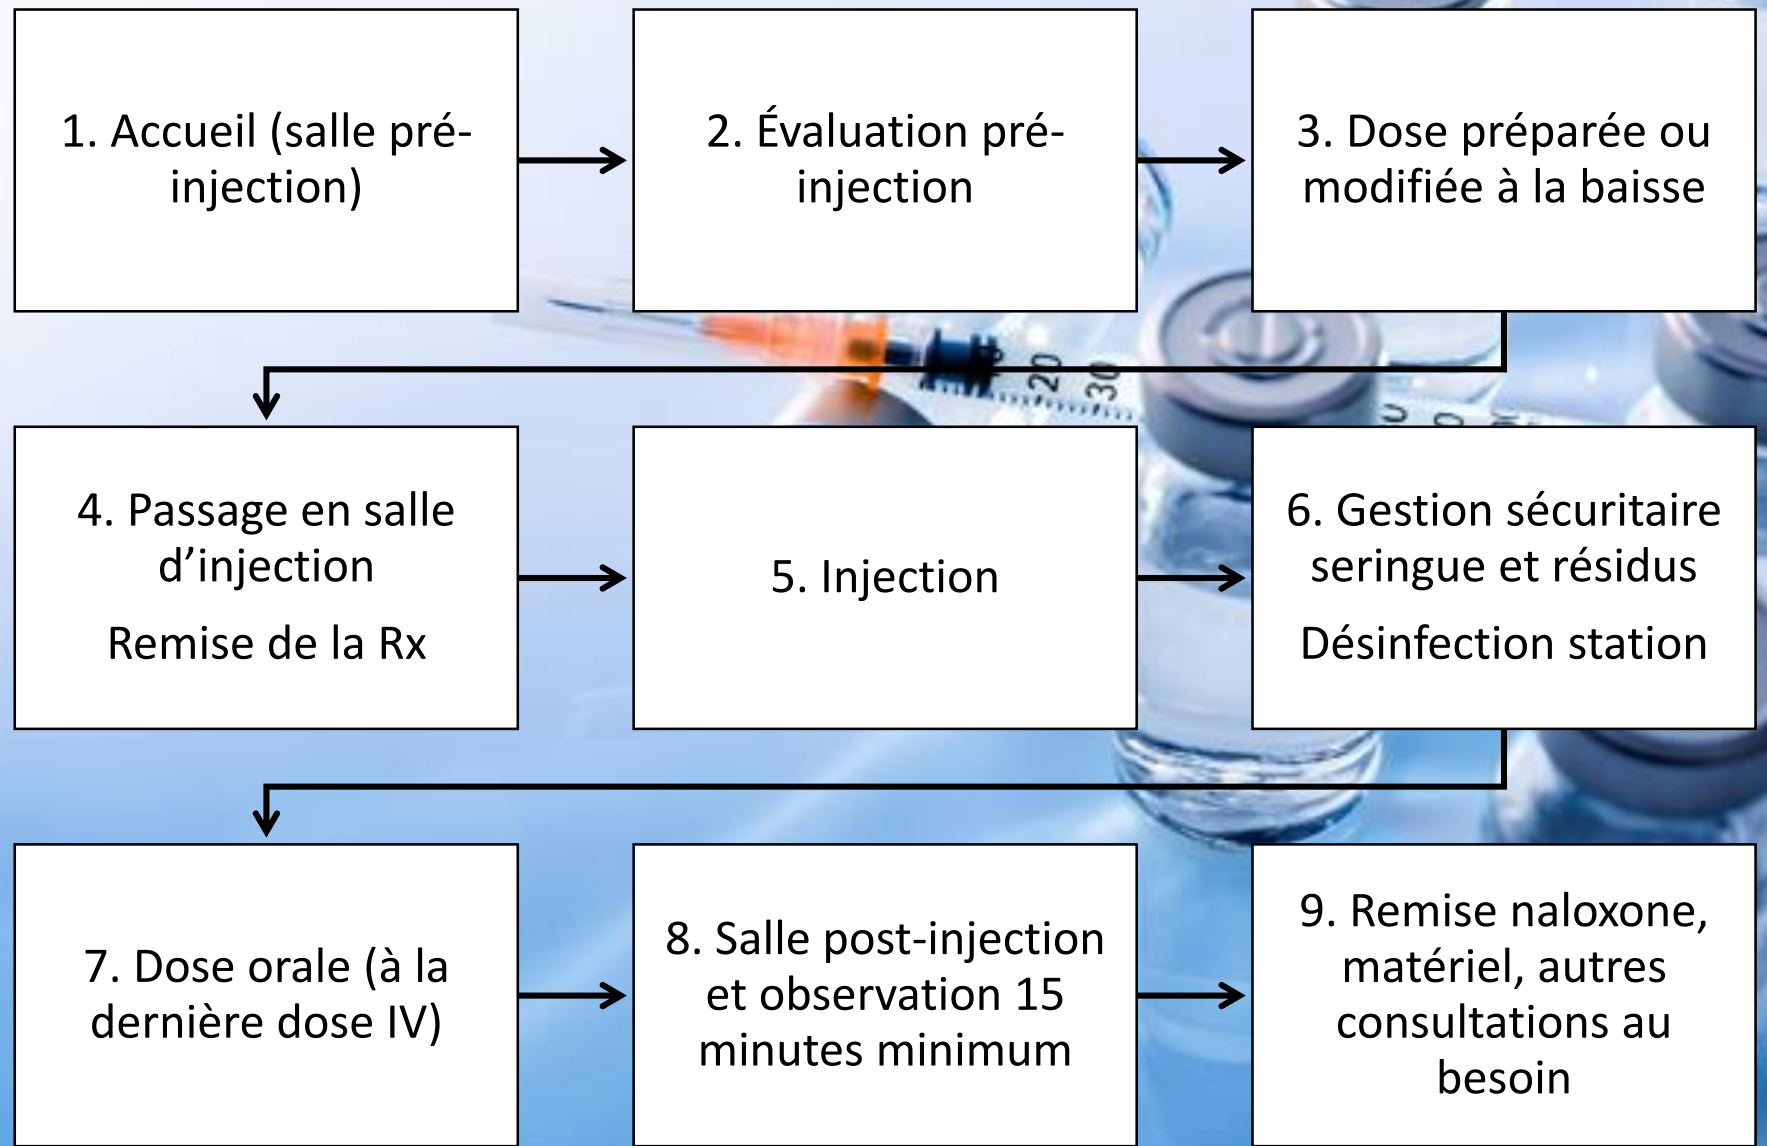 1. Accueil (salle pré-
injection)
2. Évaluation pré-
injection
3. Dose préparée ou
modifiée à la baisse
20
30
4. Passage en salle
d’injection
Remise de la Rx
5. Injection
6. Gestion sécuritaire
seringue et résidus
Désinfection station
7. Dose orale (à la
dernière dose IV)
8. Salle post-injection
et observation 15
minutes minimum
9. Remise naloxone,
matériel, autres
consultations au
besoin